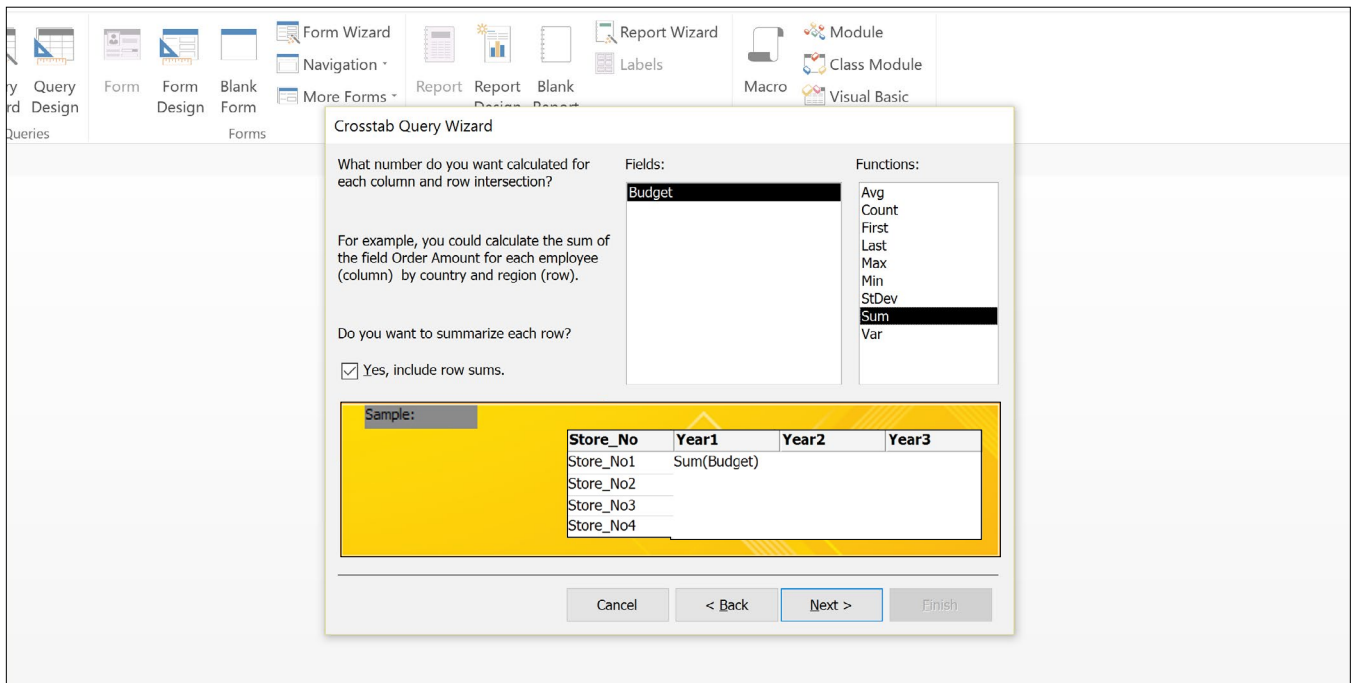 Form Wizard
Report Wizard
Module
Navigation
Labels
Class Module
Query
Design
Form
Form
Design
Blank
Form
More Forms
Report
Report
Design
Blank
Report
Macro
Visual Basic
Queries
Forms
Crosstab Query Wizard
What number do you want calculated for
each column and row intersection?
For example, you could calculate the sum of
the field Order Amount for each employee
(column) by country and region (row).
Do you want to summarize each row?
Yes, include row sums.
Fields:
Budget
Functions:
Avg
Count
First
Last
Max
Min
StDev
Sum
Var
Sample:
Store_No Year1 Year2 Year3
Store_No1 Sum(Budget)
Store_No2
Store_No3
Store_No4
Cancel
< Back
Next >
Finish